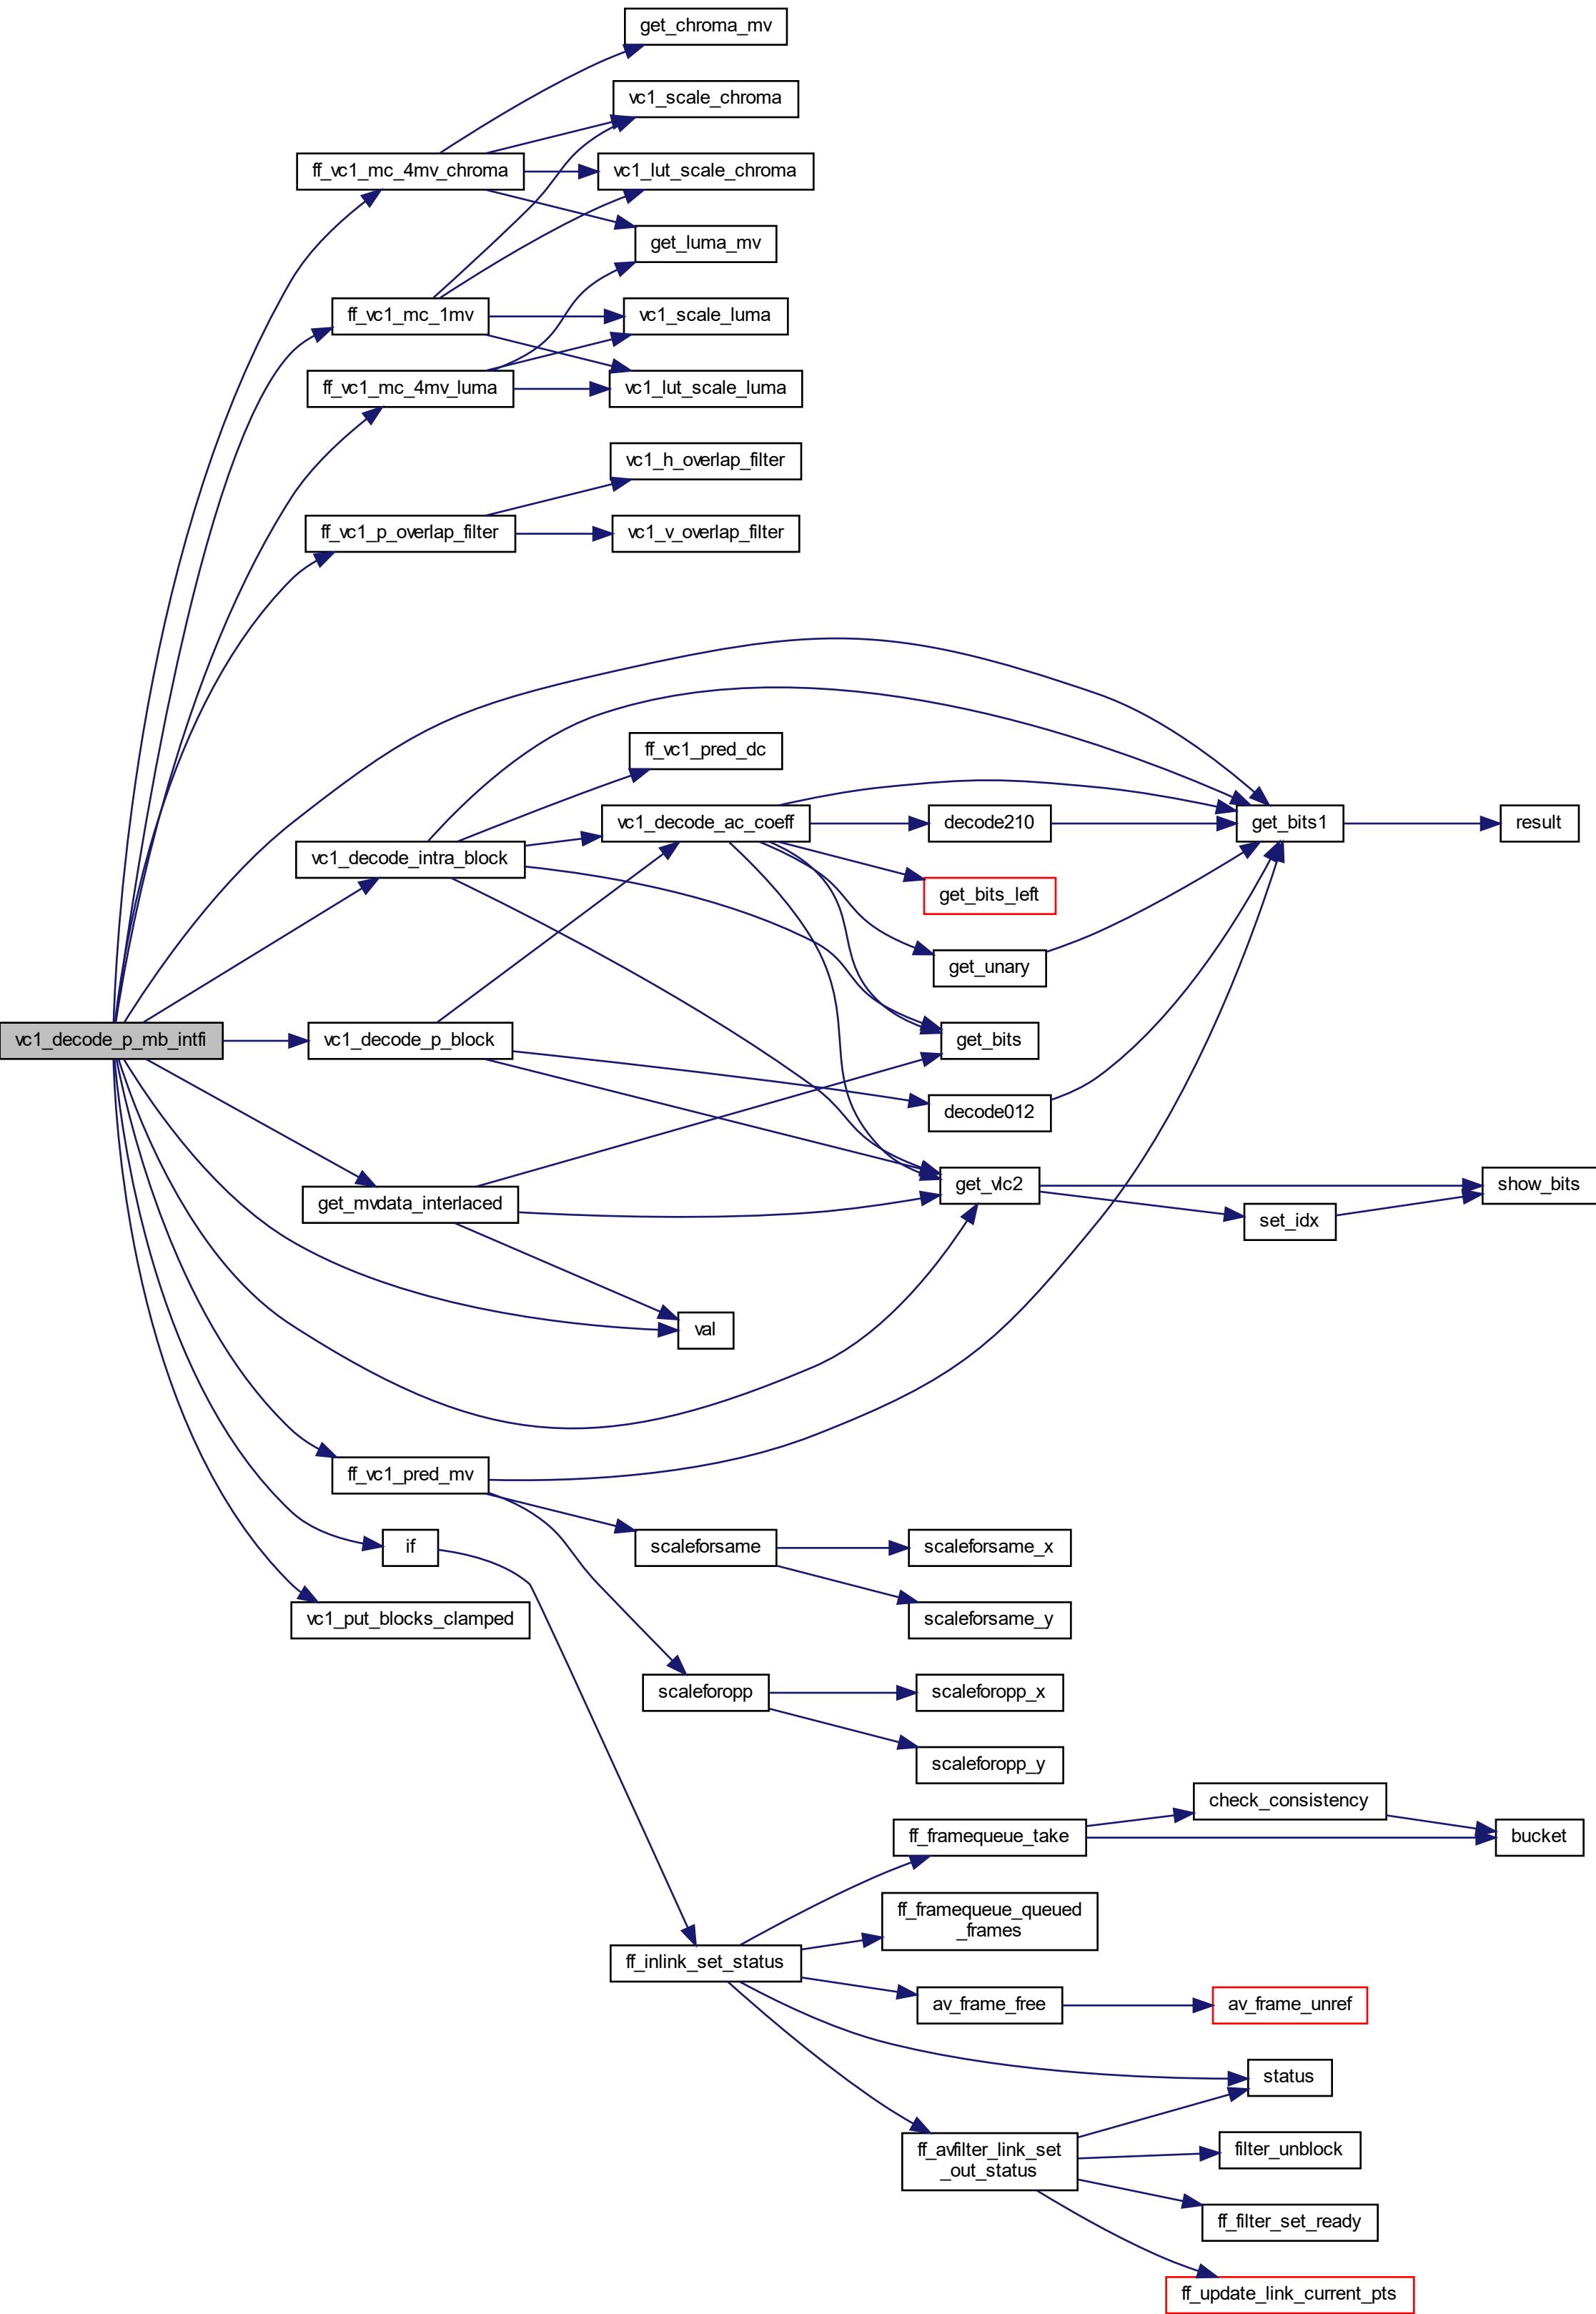 get_chroma_mv
vc1_scale_chroma
ff_vc1_mc_4mv_chroma
vc1_lut_scale_chroma
get_luma_mv
ff_vc1_mc_1mv
vc1_scale_luma
ff_vc1_mc_4mv_luma
vc1_lut_scale_luma
vc1_h_overlap_filter
ff_vc1_p_overlap_filter
vc1_v_overlap_filter
ff_vc1_pred_dc
vc1_decode_ac_coeff
decode210
get_bits1
result
vc1_decode_intra_block
get_bits_left
get_unary
vc1_decode_p_mb_intfi
vc1_decode_p_block
get_bits
decode012
get_vlc2
show_bits
get_mvdata_interlaced
set_idx
val
ff_vc1_pred_mv
if
scaleforsame
scaleforsame_x
vc1_put_blocks_clamped
scaleforsame_y
scaleforopp
scaleforopp_x
scaleforopp_y
check_consistency
ff_framequeue_take
bucket
ff_framequeue_queued
_frames
ff_inlink_set_status
av_frame_free
av_frame_unref
status
ff_avfilter_link_set
_out_status
filter_unblock
ff_filter_set_ready
ff_update_link_current_pts